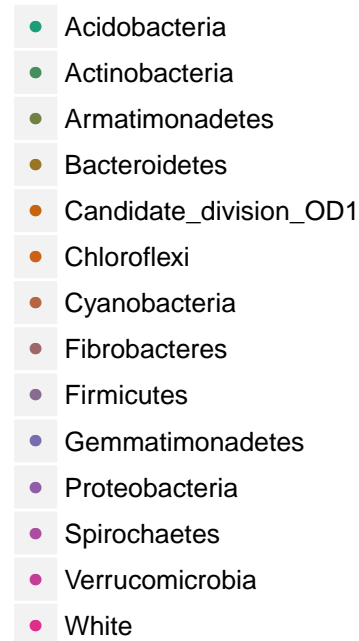 Acidobacteria
Actinobacteria
Armatimonadetes
Bacteroidetes
Candidate_division_OD1
Chloroflexi
Cyanobacteria
Fibrobacteres
Firmicutes
Gemmatimonadetes
Proteobacteria
Spirochaetes
Verrucomicrobia
White